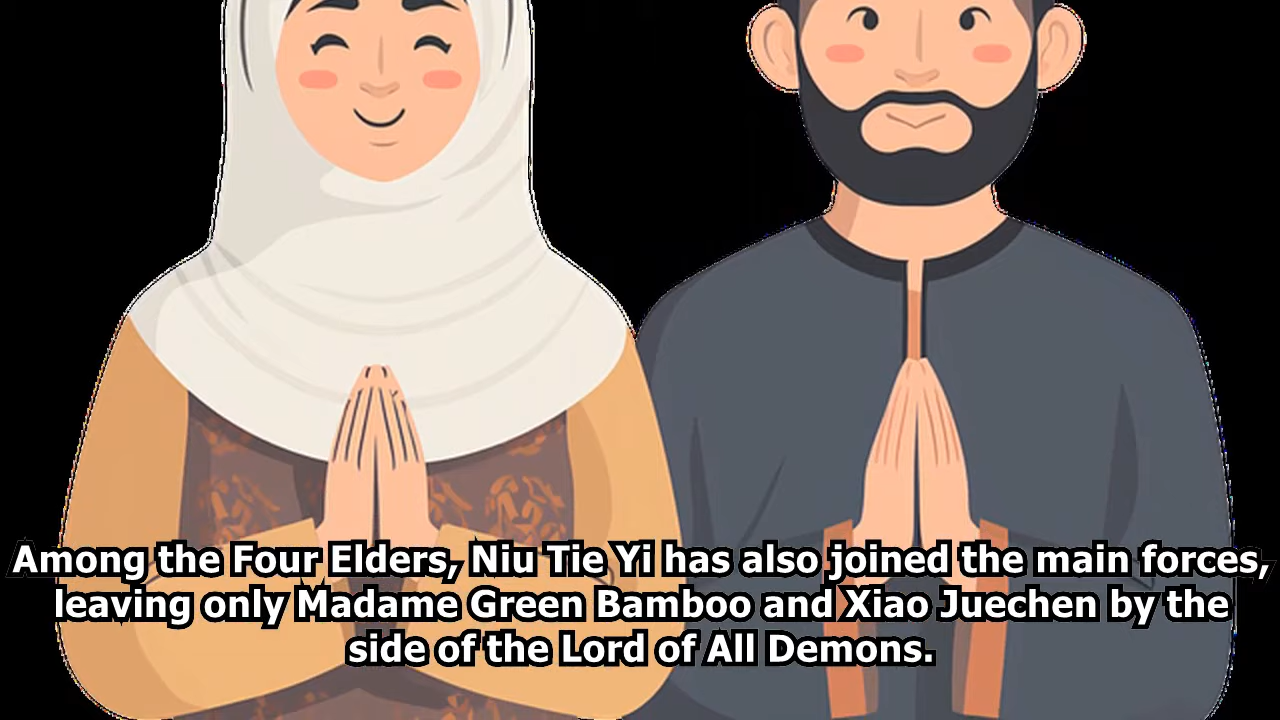 Among the Four Elders, Niu Tie Yi has also joined the main forces,
leaving only Madame Green Bamboo and Xiao Juechen by the
side of the Lord of All Demons.